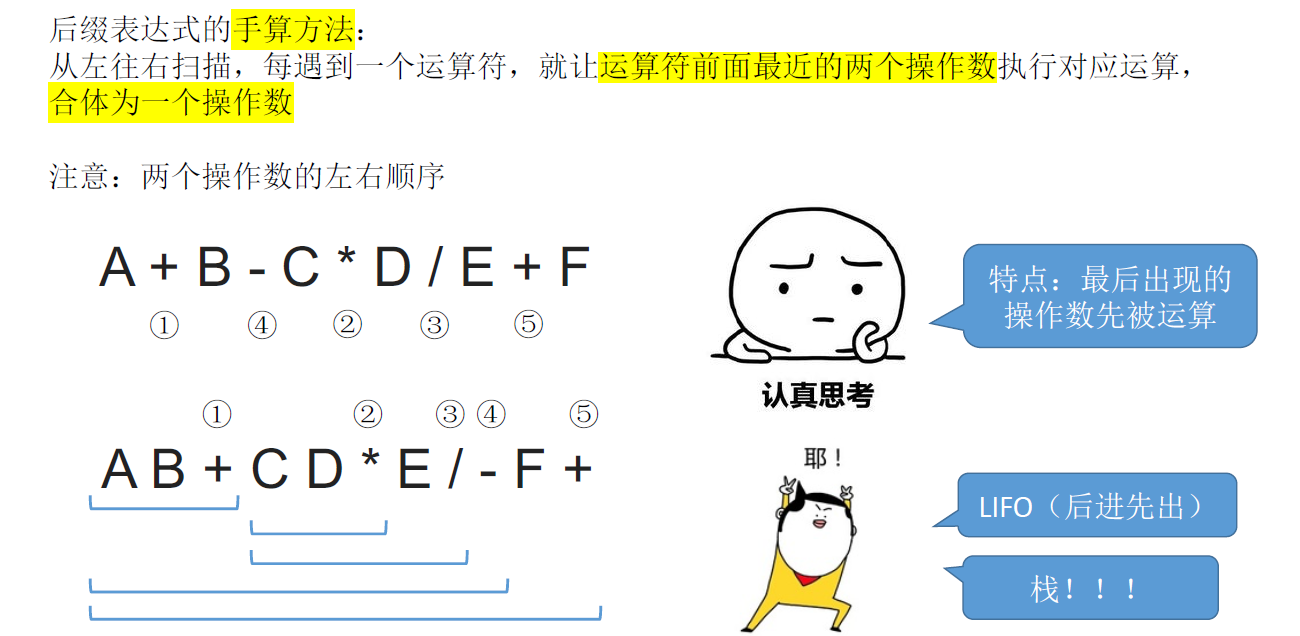 后缀表达式的手算方法：
从左往右扫描，每遇到一个运算符，就让运算符前面最近的两个操作数执行对应运算，
合体为一个操作数
注意：两个操作数的左右顺序
A + B - C * D / E + F
① ④ ② ③ ⑤
特点：最后出现的
操作数先被运算
认真思考
① ② ③ ④ ⑤
A B + C D * E / - F +
耶！
LIFO（后进先出）
栈！！！